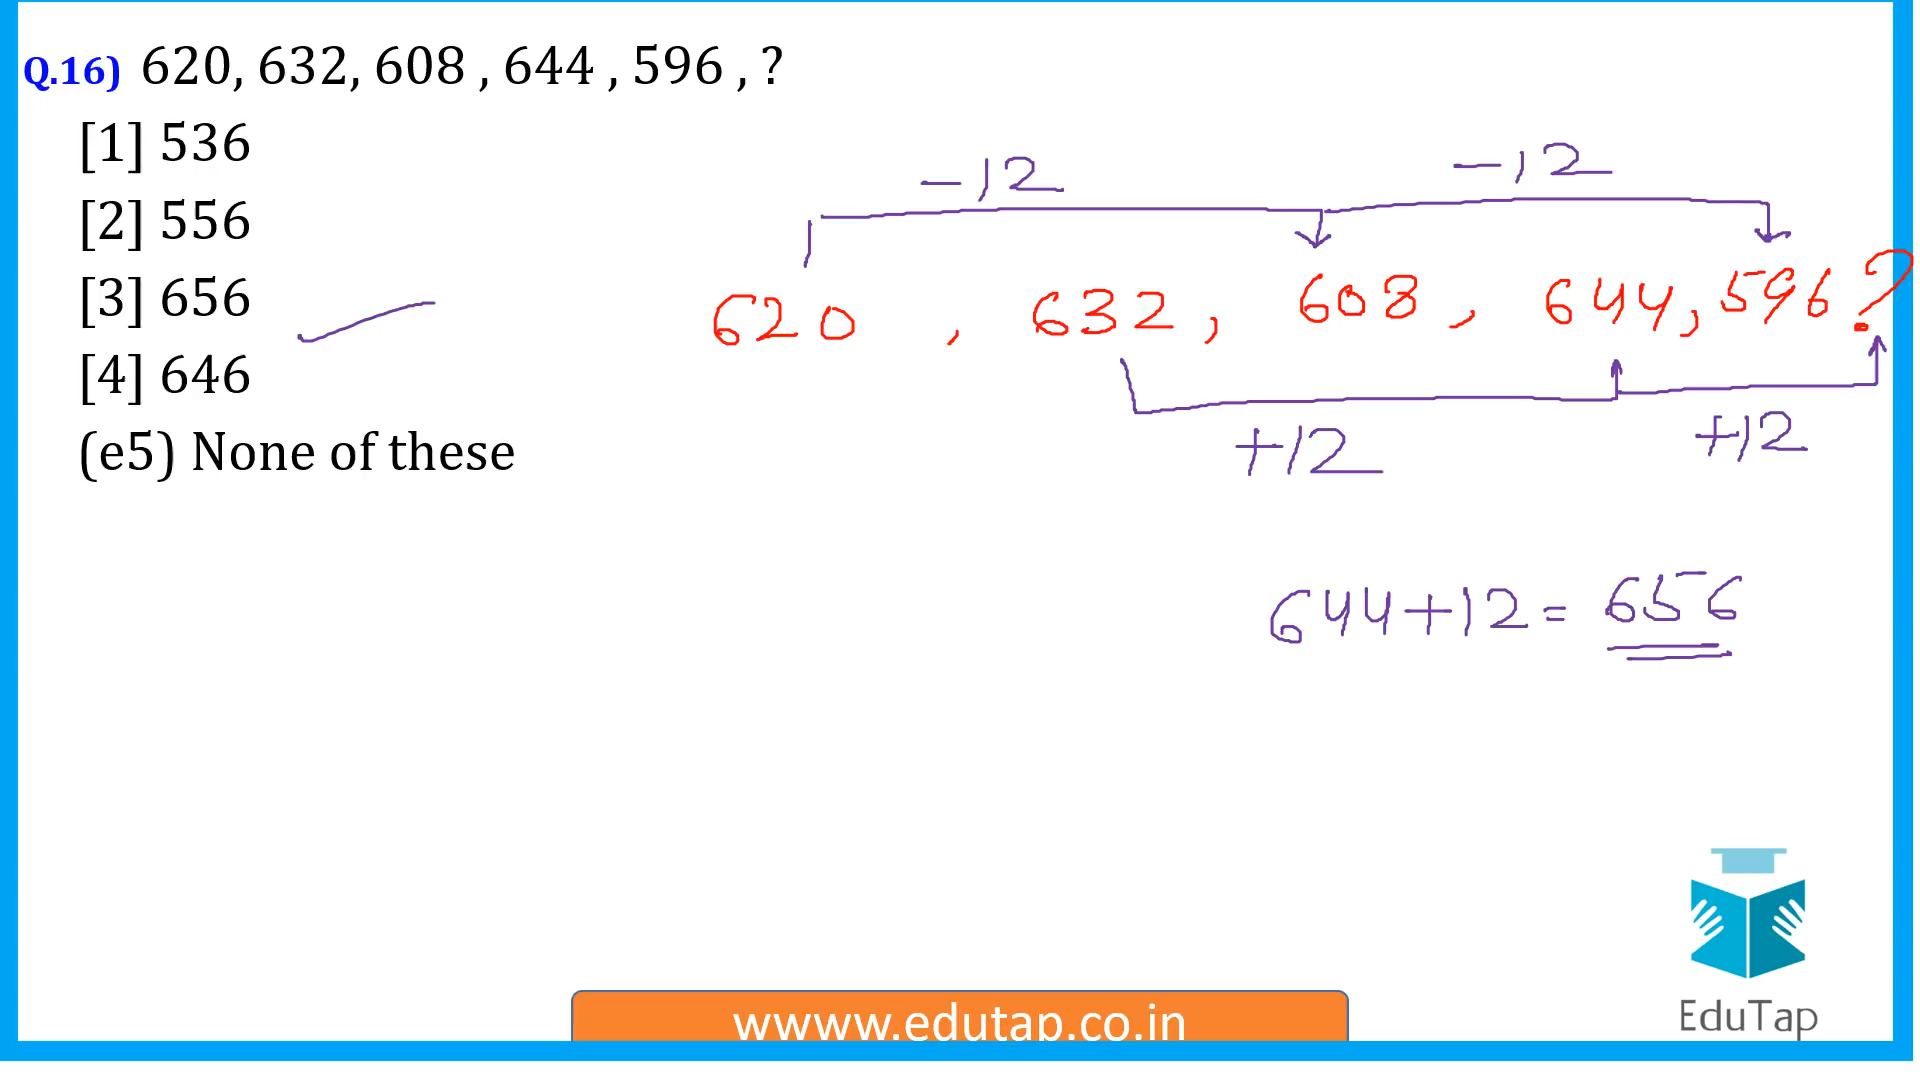 Q.16) 620, 632, 608 , 644 , 596 , ?
[1] 536
[2] 556
[3] 656
[4] 646
(e5) None of these
-12 -12
620 , 632, 608 , 644, 596 ?
+12 +12
644+12= 656
EduTap
wwww.edutap.co.in